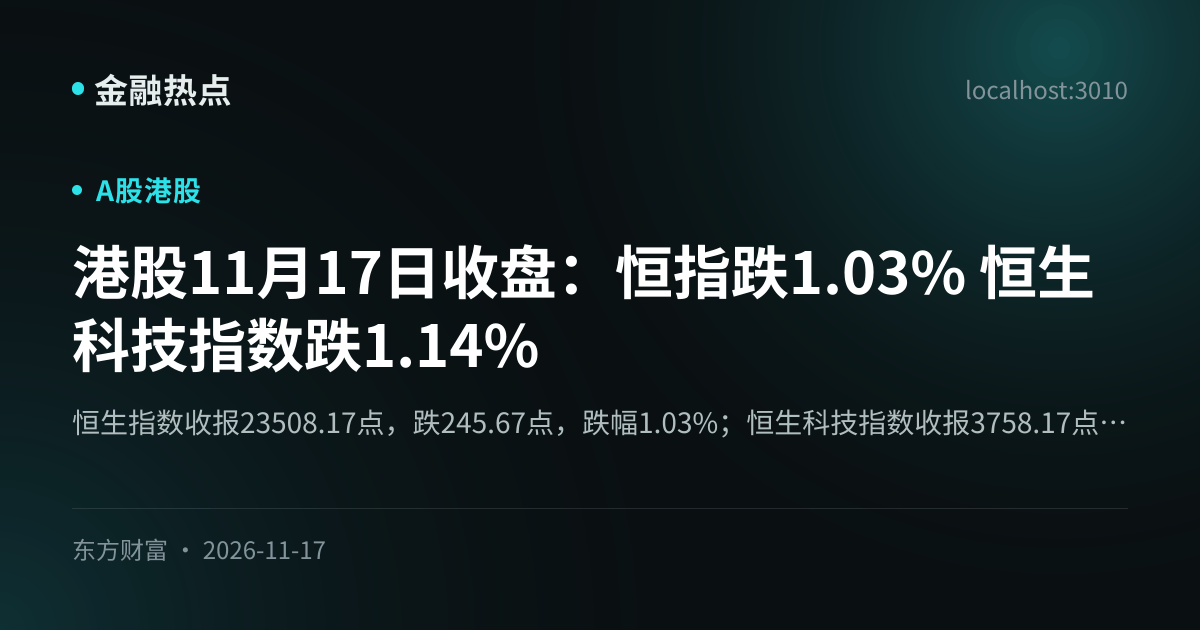 金融热点
localhost:3010
A股港股
港股11月17日收盘：恒指跌1.03% 恒生
科技指数跌1.14%
恒生指数收报23508.17点，跌245.67点，跌幅1.03%；恒生科技指数收报3758.17点…
东方财富 · 2026-11-17